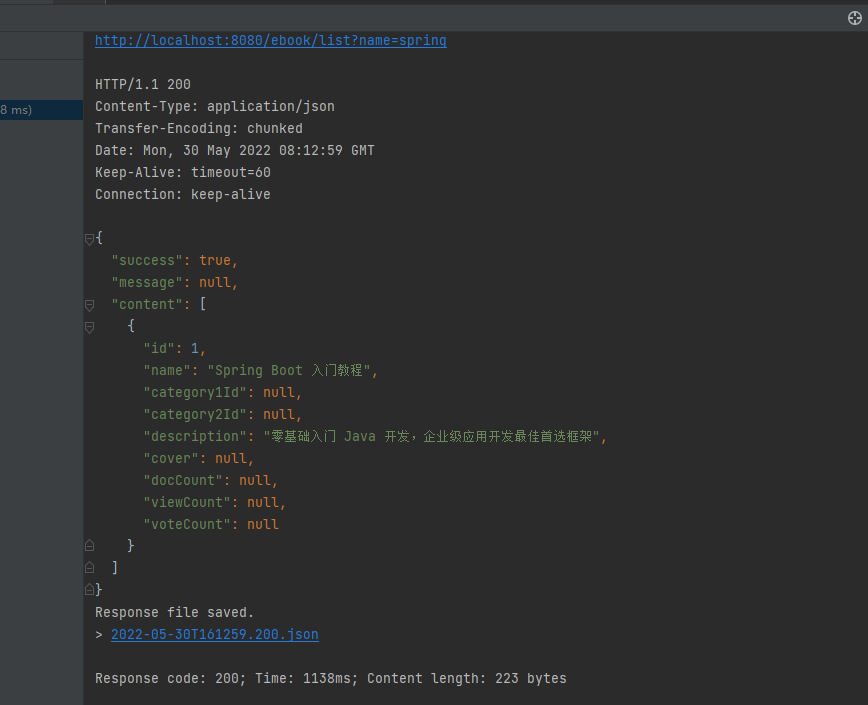 http://localhost:8080/ebook/list?name=spring
HTTP/1.1 200
8 ms)
Content-Type: application/json
Transfer-Encoding: chunked
Date: Mon, 30 May 2022 08:12:59 GMT
Keep-Alive: timeout=60
Connection: keep-alive
{
"success": true,
"message": null,
"content": [
{
"id": 1,
"name": "Spring Boot 入门教程",
"category1Id": null,
"category2Id": null,
"description": "零基础入门 Java 开发，企业级应用开发最佳首选框架",
"cover": null,
"docCount": null,
"viewCount": null,
"voteCount": null
}
]
}
Response file saved.
> 2022-05-30T161259.200.json
Response code: 200; Time: 1138ms; Content length: 223 bytes